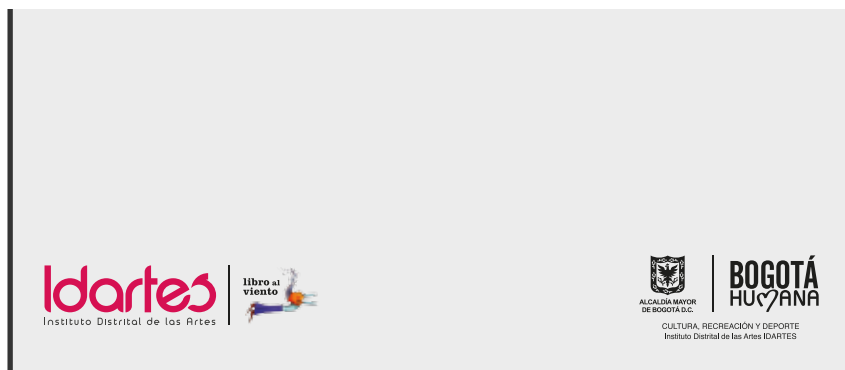 Idartes
Instituto Distrital de las Artes
libro al
viento
ALCALDÍA MAYOR
DE BOGOTÁ D.C.
BOGOTÁ
HUMANA
CULTURA, RECREACIÓN Y DEPORTE
Instituto Distrital de las Artes IDARTES